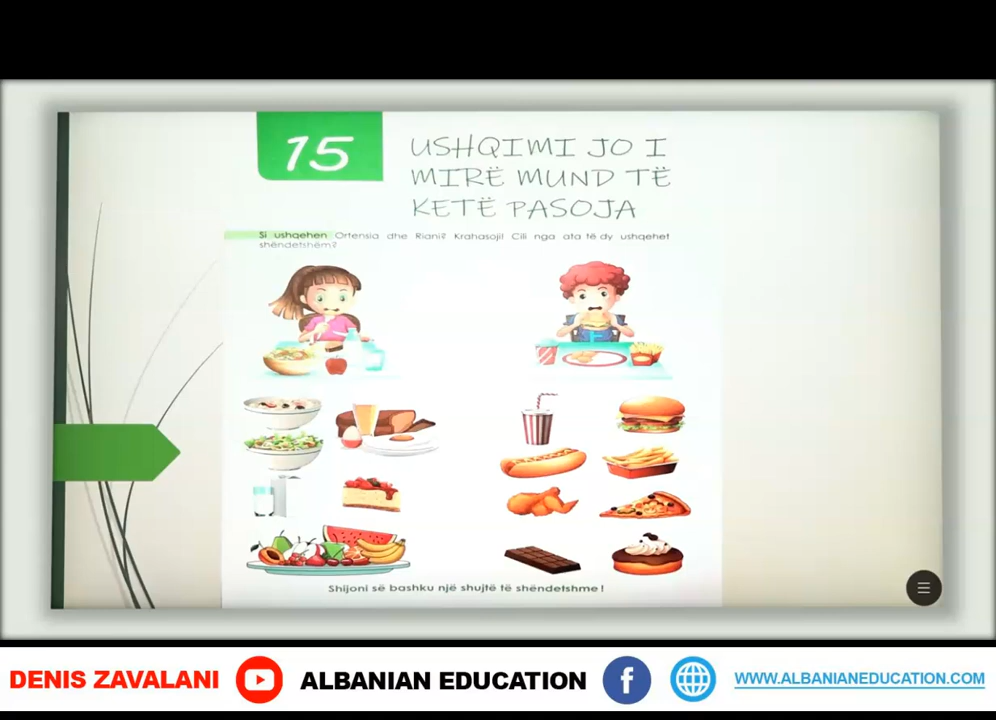 15
USHQIMI JO I
MIRË MUND TË
KETË PASOJA
Si ushqehen Ortensia dhe Riani? Krahasoji! Cili nga ata të dy ushqehet
shëndetshëm?
Shijoni së bashku një shujtë të shëndetshme!
DENIS ZAVALANI ALBANIAN EDUCATION WWW.ALBANIANEDUCATION.COM